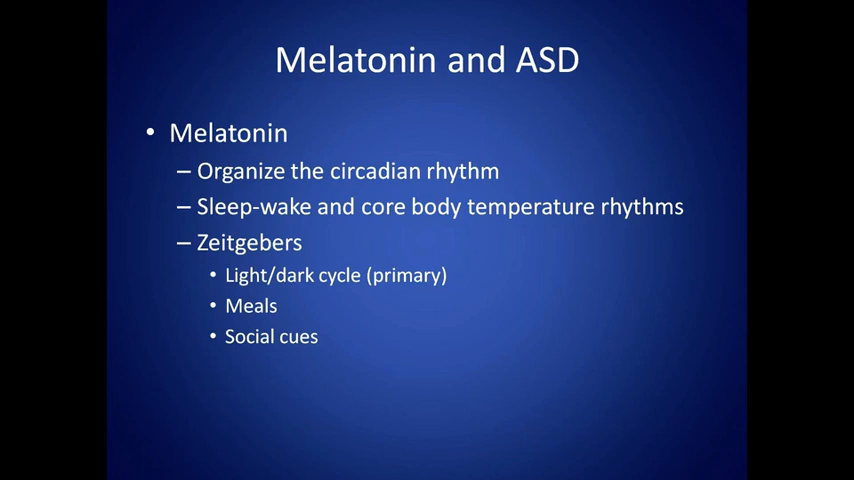 Melatonin and ASD
• Melatonin
– Organize the circadian rhythm
– Sleep-wake and core body temperature rhythms
– Zeitgebers
• Light/dark cycle (primary)
• Meals
• Social cues